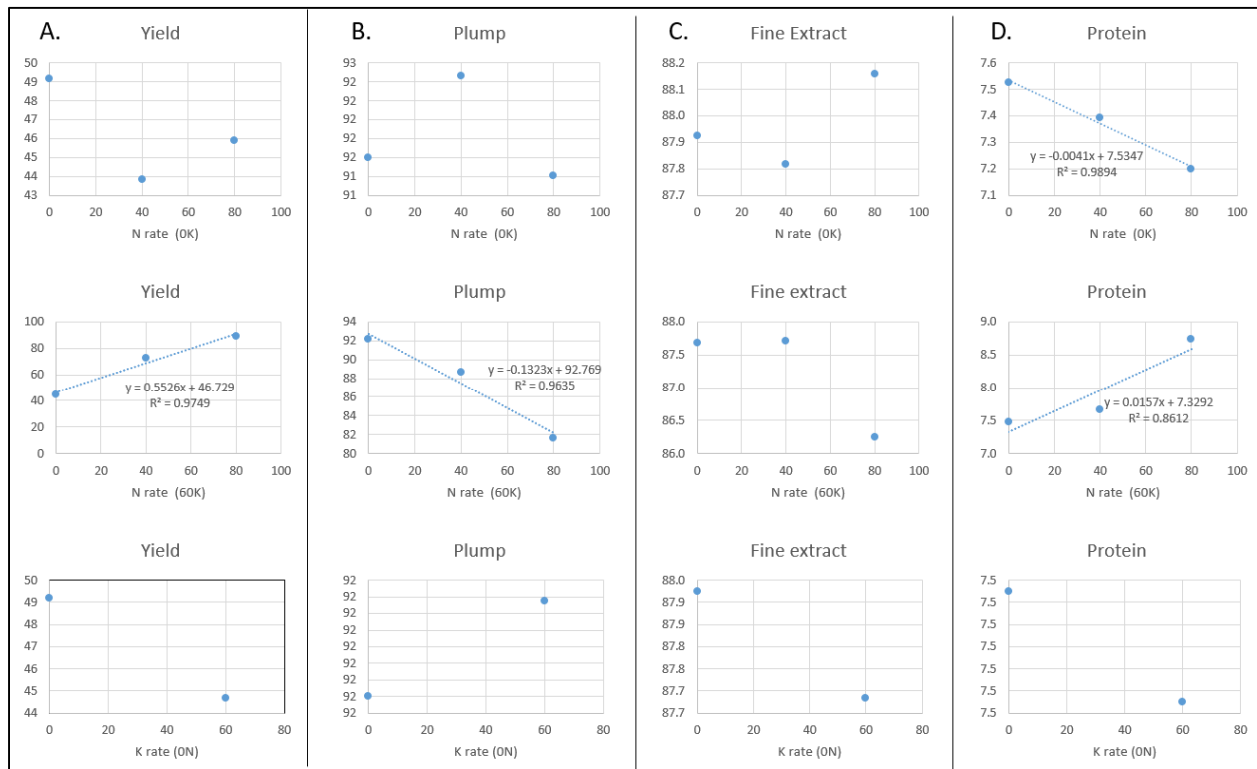 A.
Yield
50
49
48
47
46
45
44
43
0 20 40 60 80 100
N rate (0K)
B.
Plump
93
92
92
92
92
92
91
91
0 20 40 60 80 100
N rate (0K)
C.
Fine Extract
88.2
88.1
88.0
87.9
87.8
87.7
0 20 40 60 80 100
N rate (0K)
D.
Protein
7.6
7.5
7.4
7.3
7.2
7.1
y = -0.0041x + 7.5347
R² = 0.9894
0 20 40 60 80 100
N rate (0K)
Yield
100
80
60
40
20
0
y = 0.5526x + 46.729
R² = 0.9749
0 20 40 60 80 100
N rate (60K)
Plump
94
92
90
88
86
84
82
80
y = -0.1323x + 92.769
R² = 0.9635
0 20 40 60 80 100
N rate (60K)
Fine extract
88.0
87.5
87.0
86.5
86.0
0 20 40 60 80 100
N rate (60K)
Protein
9.0
8.5
8.0
7.5
7.0
y = 0.0157x + 7.3292
R² = 0.8612
0 20 40 60 80 100
N rate (60K)
Yield
50
49
48
47
46
45
44
0 20 40 60 80
K rate (0N)
Plump
92
92
92
92
92
92
92
92
92
0 20 40 60 80
K rate (0N)
Fine extract
88.0
87.9
87.9
87.8
87.8
87.7
87.7
0 20 40 60 80
K rate (0N)
Protein
7.5
7.5
7.5
7.5
7.5
7.5
7.5
7.5
0 20 40 60 80
K rate (0N)